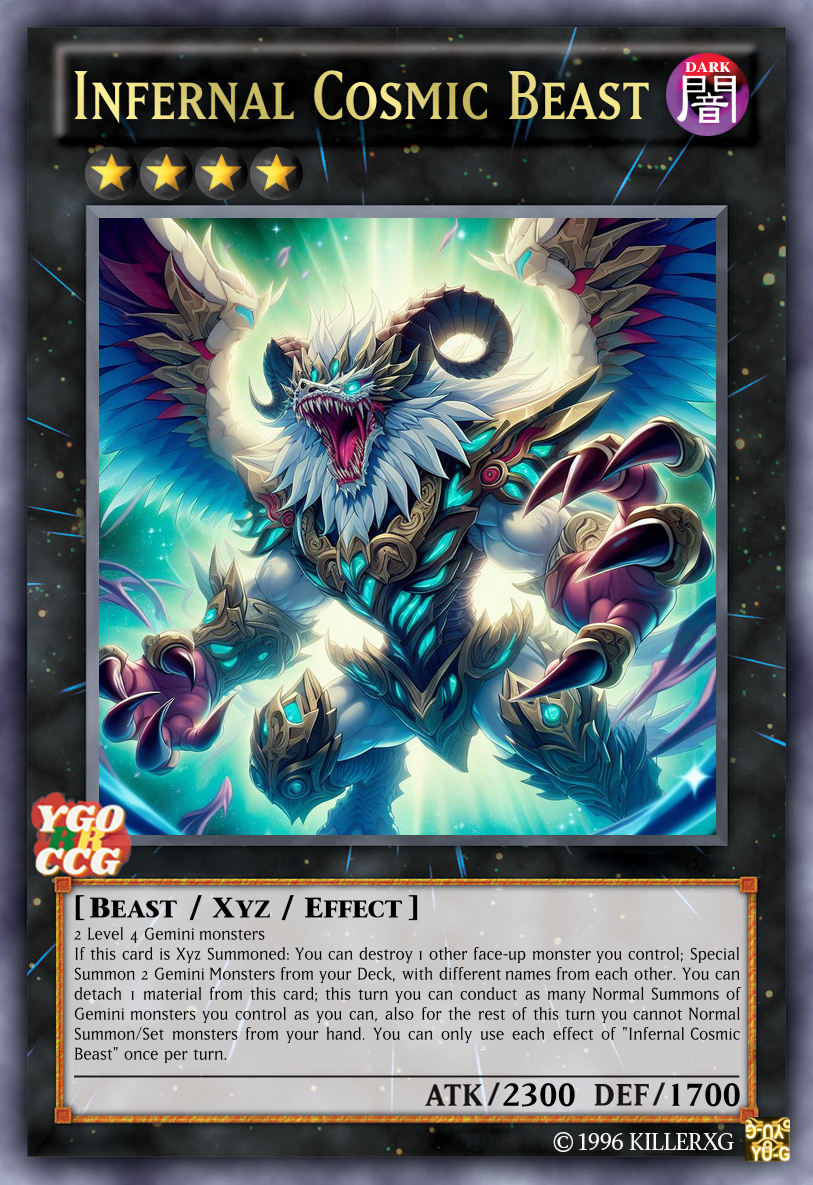 Infernal Cosmic Beast
DARK
闇
YGO
RR
CCG
[ Beast / Xyz / Effect ]
2 Level 4 Gemini monsters
If this card is Xyz Summoned: You can destroy 1 other face-up monster you control; Special
Summon 2 Gemini Monsters from your Deck, with different names from each other. You can
detach 1 material from this card; this turn you can conduct as many Normal Summons of
Gemini monsters you control as you can, also for the rest of this turn you cannot Normal
Summon/Set monsters from your hand. You can only use each effect of "Infernal Cosmic
Beast" once per turn.
ATK/2300 DEF/1700
© 1996 KILLERXG